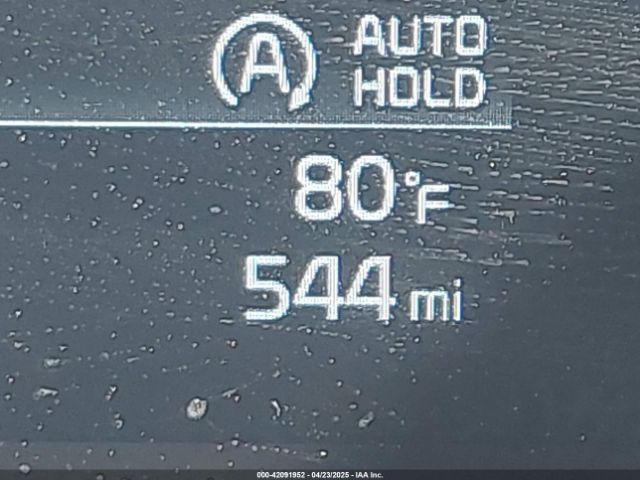 A AUTO
HOLD
80°F
544 mi
000-42091952 - 04/23/2025 - IAA Inc.